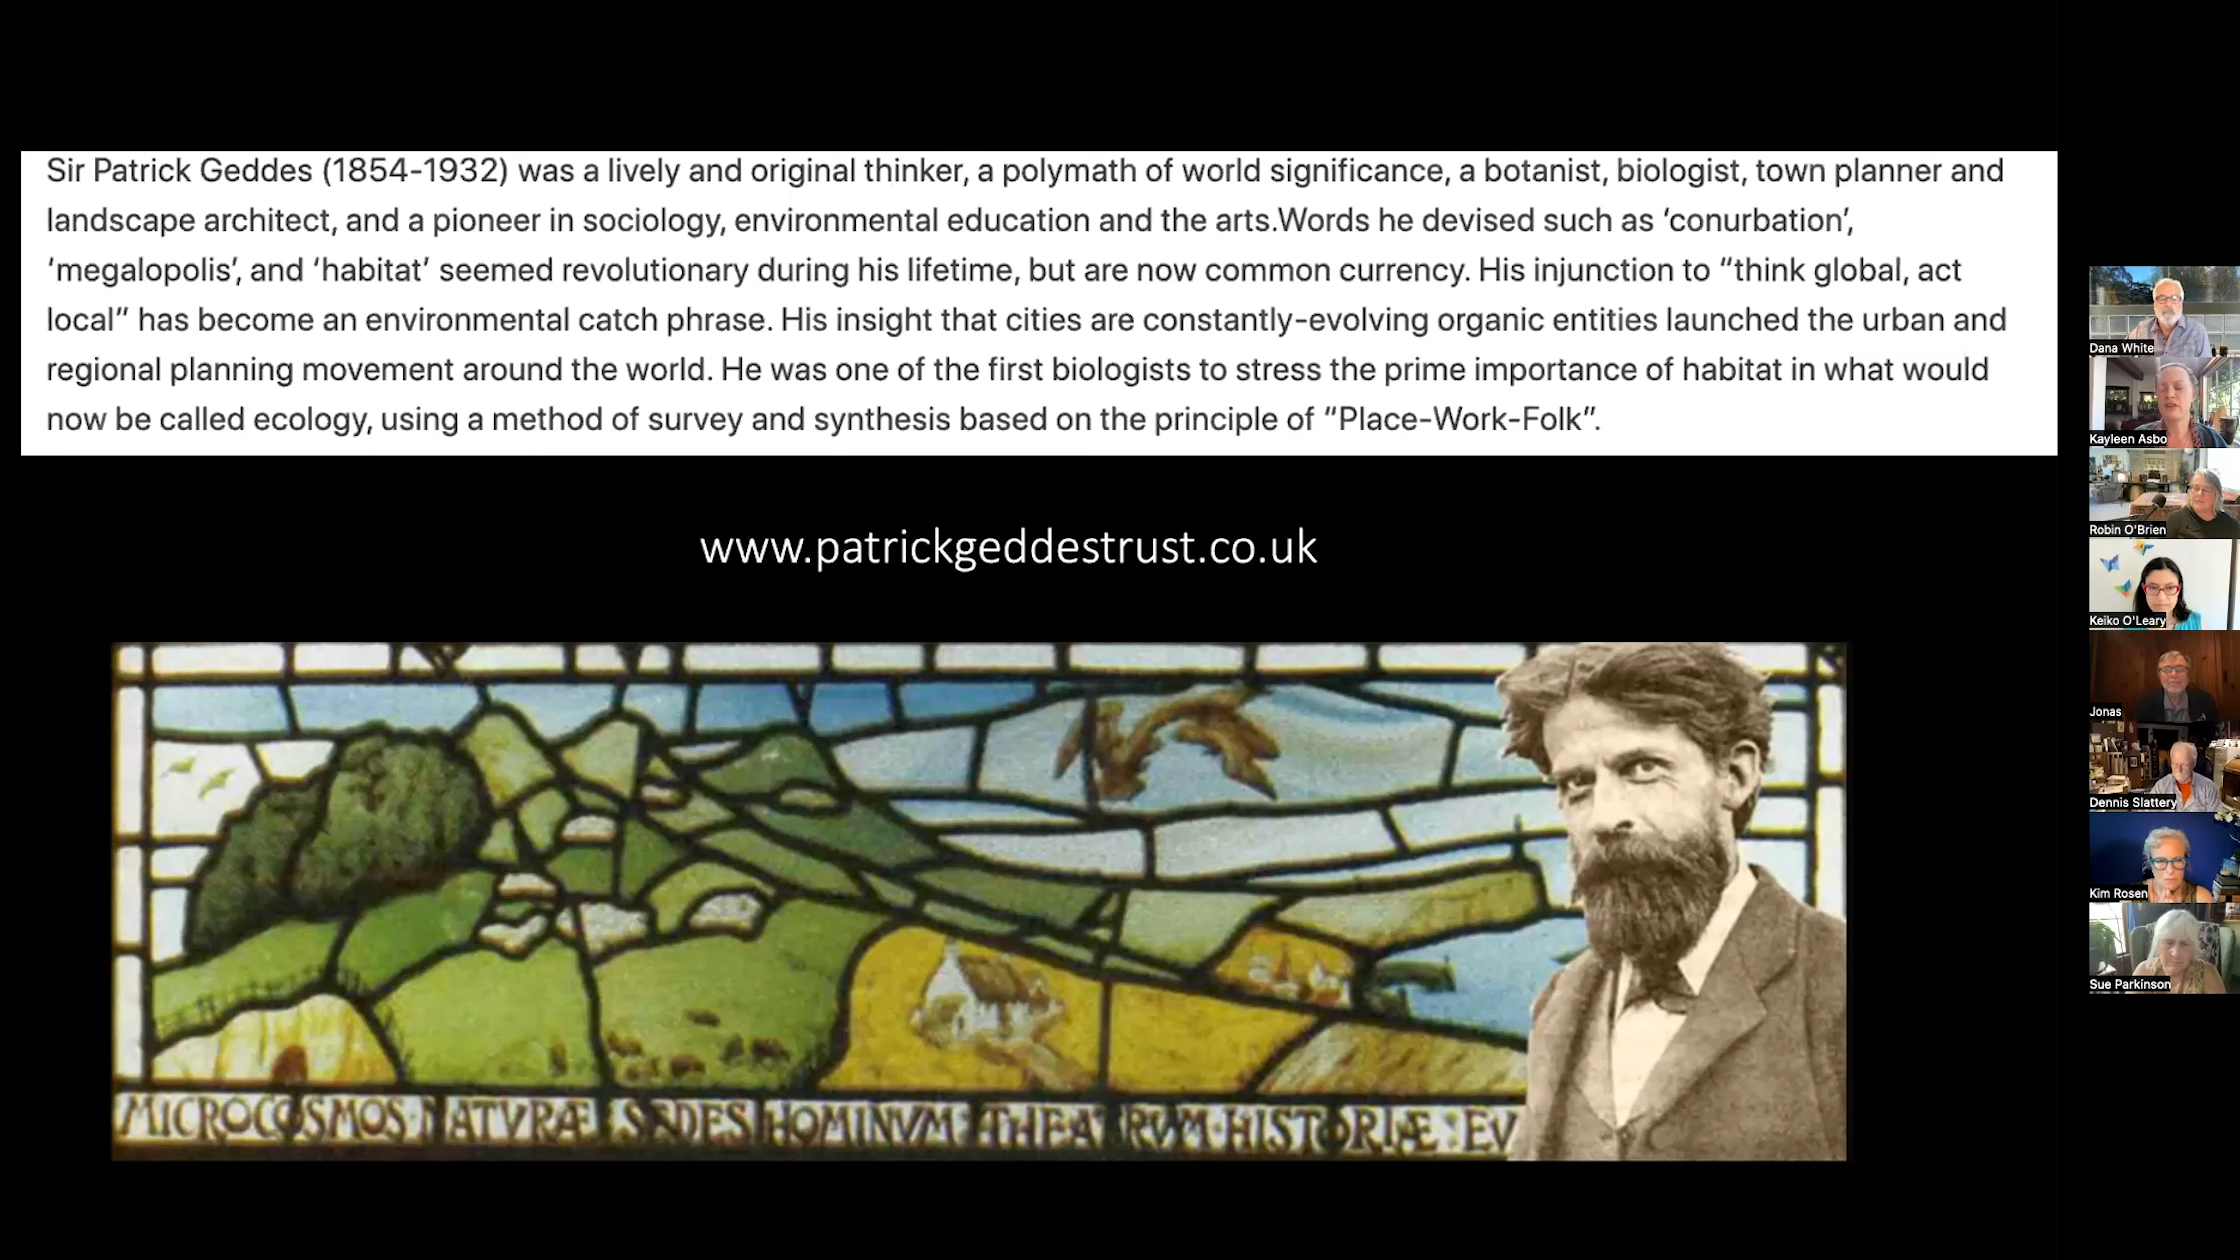 Sir Patrick Geddes (1854-1932) was a lively and original thinker, a polymath of world significance, a botanist, biologist, town planner and
landscape architect, and a pioneer in sociology, environmental education and the arts.Words he devised such as ‘conurbation’,
‘megalopolis’, and ‘habitat’ seemed revolutionary during his lifetime, but are now common currency. His injunction to “think global, act
local” has become an environmental catch phrase. His insight that cities are constantly-evolving organic entities launched the urban and
regional planning movement around the world. He was one of the first biologists to stress the prime importance of habitat in what would
now be called ecology, using a method of survey and synthesis based on the principle of “Place-Work-Folk”.
www.patrickgeddestrust.co.uk
MICROCOSMOS·NATVRÆ·SEDES HOMINVM·THEATRVM·HISTORIÆ·EV
Dana White
Kayleen Asbo
Robin O'Brien
Keiko O'Leary
Jonas
Dennis Slattery
Kim Rosen
Sue Parkinson